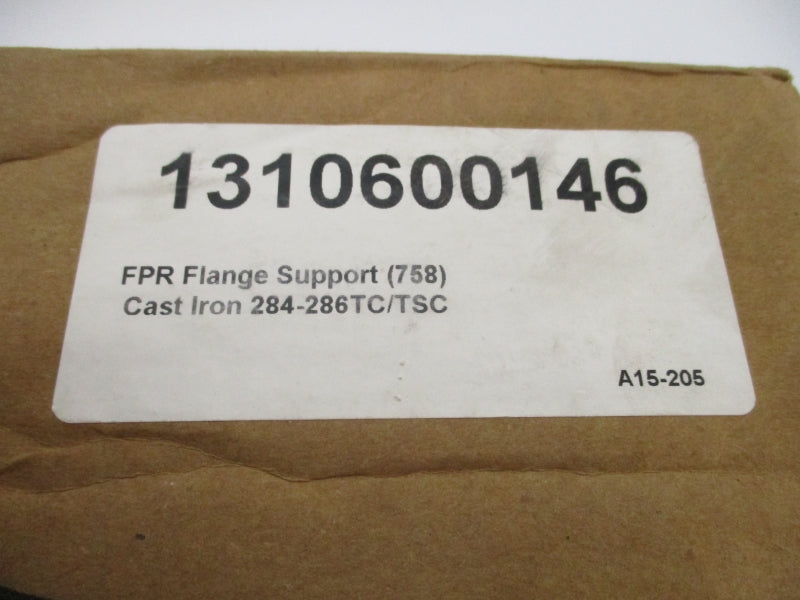 1310600146
FPR Flange Support (758)
Cast Iron 284-286TC/TSC
A15-205